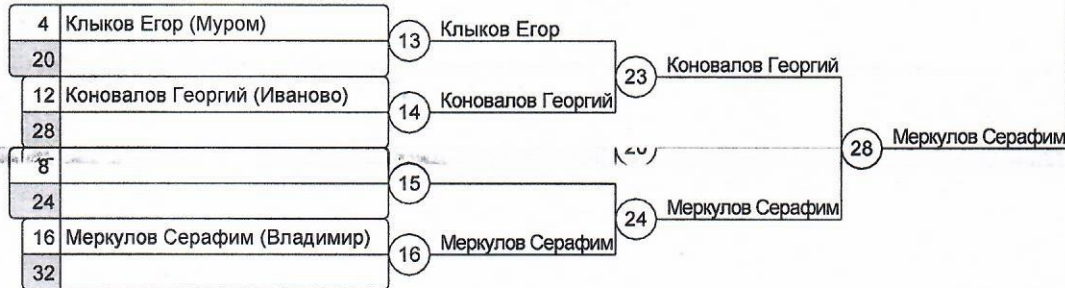 4 Клыков Егор (Муром)
20
12 Коновалов Георгий (Иваново)
28
8
24
16 Меркулов Серафим (Владимир)
32
13 Клыков Егор
14 Коновалов Георгий
15
16 Меркулов Серафим
23 Коновалов Георгий
24 Меркулов Серафим
28 Меркулов Серафим